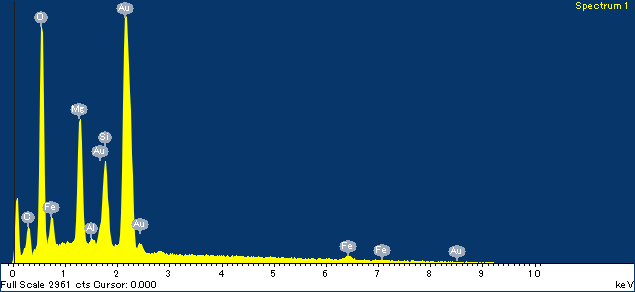 Spectrum 1
Au
O
Mg
Si
Au
Fe
Au
Al
Fe
Fe
Au
0 1 2 3 4 5 6 7 8 9 10
Full Scale 2961 cts Cursor: 0.000 keV